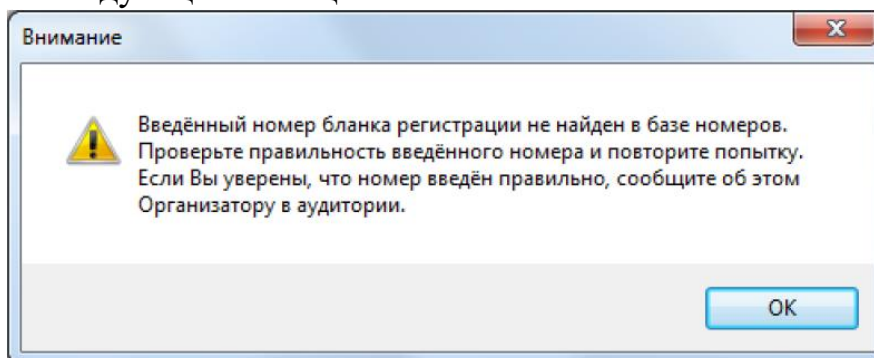 Внимание
Введённый номер бланка регистрации не найден в базе номеров.
Проверьте правильность введённого номера и повторите попытку.
Если Вы уверены, что номер введён правильно, сообщите об этом
Организатору в аудитории.
OK